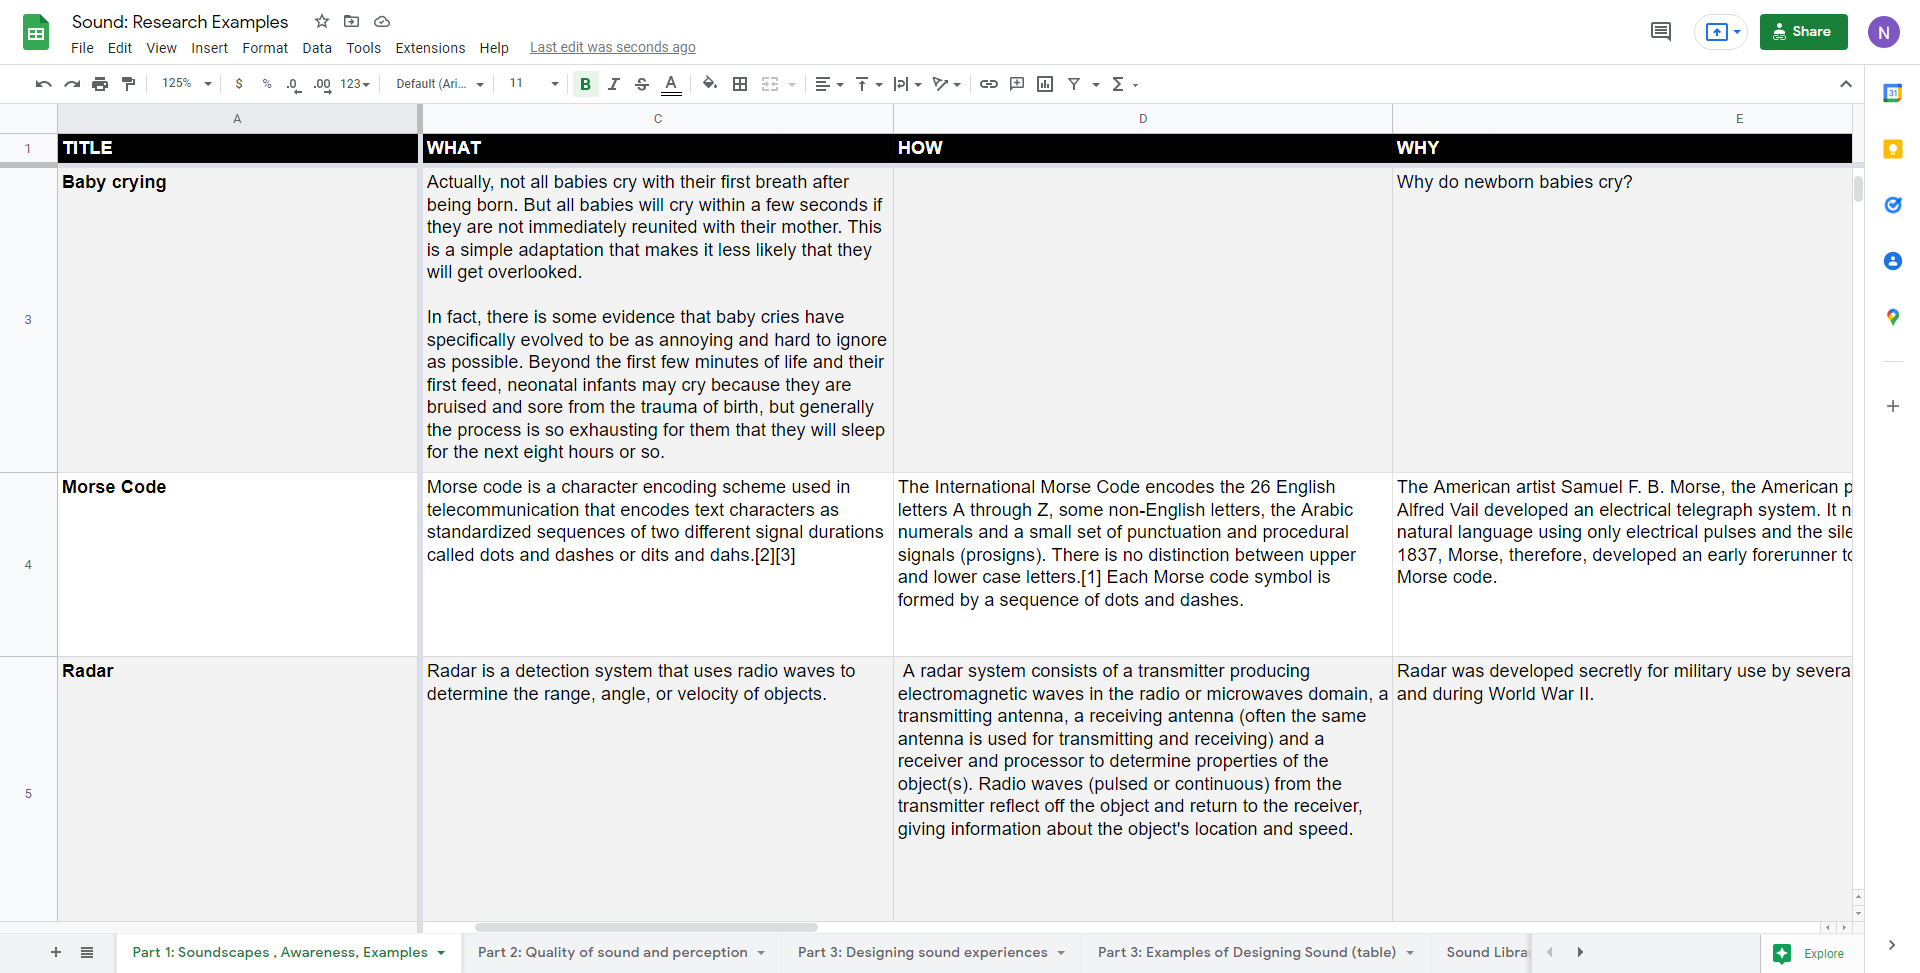 Sound: Research Examples
File Edit View Insert Format Data Tools Extensions Help Last edit was seconds ago
Share
N
125% $ % .0 .00 123 Default (Ari... 11 B I S A
31
A C D E
1 TITLE WHAT HOW WHY
3
Baby crying
Actually, not all babies cry with their first breath after
being born. But all babies will cry within a few seconds if
they are not immediately reunited with their mother. This
is a simple adaptation that makes it less likely that they
will get overlooked.
In fact, there is some evidence that baby cries have
specifically evolved to be as annoying and hard to ignore
as possible. Beyond the first few minutes of life and their
first feed, neonatal infants may cry because they are
bruised and sore from the trauma of birth, but generally
the process is so exhausting for them that they will sleep
for the next eight hours or so.
Why do newborn babies cry?
4
Morse Code
Morse code is a character encoding scheme used in
telecommunication that encodes text characters as
standardized sequences of two different signal durations
called dots and dashes or dits and dahs.[2][3]
The International Morse Code encodes the 26 English
letters A through Z, some non-English letters, the Arabic
numerals and a small set of punctuation and procedural
signals (prosigns). There is no distinction between upper
and lower case letters.[1] Each Morse code symbol is
formed by a sequence of dots and dashes.
The American artist Samuel F. B. Morse, the American p
Alfred Vail developed an electrical telegraph system. It n
natural language using only electrical pulses and the sile
1837, Morse, therefore, developed an early forerunner to
Morse code.
5
Radar
Radar is a detection system that uses radio waves to
determine the range, angle, or velocity of objects.
A radar system consists of a transmitter producing
electromagnetic waves in the radio or microwaves domain, a
transmitting antenna, a receiving antenna (often the same
antenna is used for transmitting and receiving) and a
receiver and processor to determine properties of the
object(s). Radio waves (pulsed or continuous) from the
transmitter reflect off the object and return to the receiver,
giving information about the object's location and speed.
Radar was developed secretly for military use by severa
and during World War II.
Part 1: Soundscapes , Awareness, Examples Part 2: Quality of sound and perception Part 3: Designing sound experiences Part 3: Examples of Designing Sound (table) Sound Libra Explore